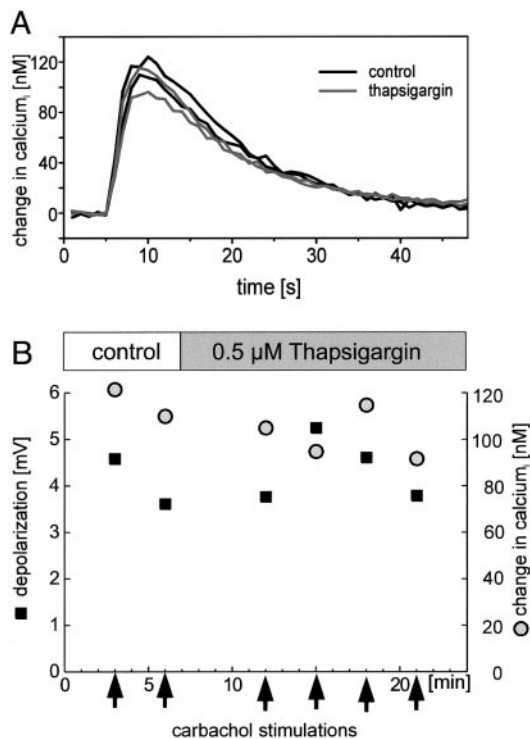 A
change in calciumᵢ [nM]
120
80
40
0
control
thapsigargin
0 10 20 30 40
time [s]
B
control 0.5 µM Thapsigargin
depolarization [mV]
6
5
4
3
2
1
0
120
100
80
60
40
20
0
change in calciumᵢ [nM]
0 5 10 15 20 [min]
carbachol stimulations